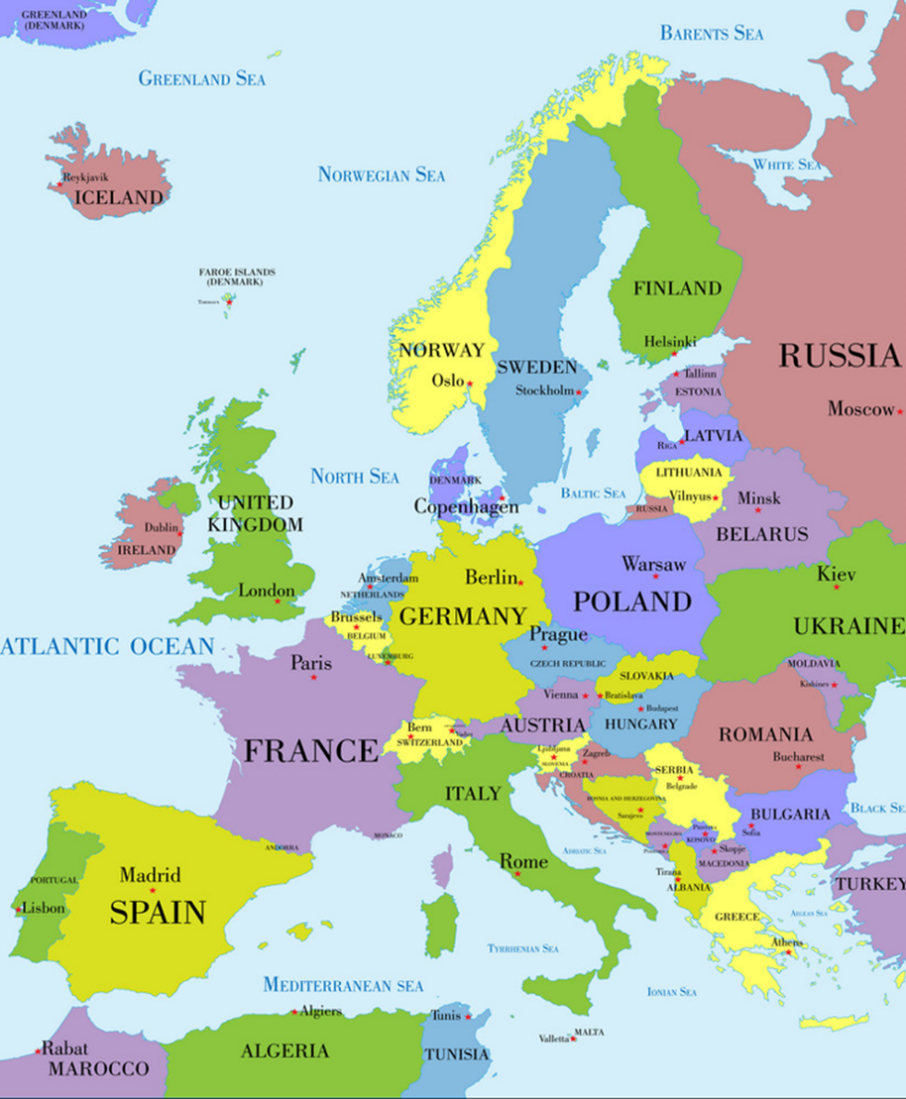 GREENLAND
(DENMARK)
BARENTS SEA
GREENLAND SEA
WHITE SEA
NORWEGIAN SEA
Reykjavik
ICELAND
FAROE ISLANDS
(DENMARK)
FINLAND
Helsinki
NORWAY
Oslo
SWEDEN
Stockholm
RUSSIA
Moscow
Tallinn
ESTONIA
RIGA
LATVIA
LITHUANIA
Vilnyus
RUSSIA
Minsk
BELARUS
NORTH SEA
BALTIC SEA
DENMARK
Copenhagen
UNITED
KINGDOM
London
Dublin
IRELAND
Amsterdam
NETHERLANDS
Brussels
BELGIUM
LUXEMBURG
Berlin
GERMANY
Warsaw
POLAND
Kiev
UKRAINE
ATLANTIC OCEAN
Paris
FRANCE
Prague
CZECH REPUBLIC
SLOVAKIA
Bratislava
Vienna
AUSTRIA
Budapest
HUNGARY
MOLDAVIA
Kishinev
ROMANIA
Bucharest
Bern
SWITZERLAND
Vaduz
Ljubljana
SLOVENIA
Zagreb
CROATIA
SERBIA
Belgrade
BOSNIA AND HERZEGOVINA
Sarajevo
MONTENEGRO
KOSOVO
BULGARIA
Sofia
BLACK SE
Skopje
MACEDONIA
Tirana
ALBANIA
ITALY
Rome
MONACO
ANDORRA
ADRIATIC SEA
PORTUGAL
Lisbon
Madrid
SPAIN
TURKEY
GREECE
Athens
AEGEAN SEA
TYRRHENIAN SEA
IONIAN SEA
MEDITERRANEAN SEA
Algiers
ALGERIA
Tunis
TUNISIA
Valletta
MALTA
Rabat
MAROCCO